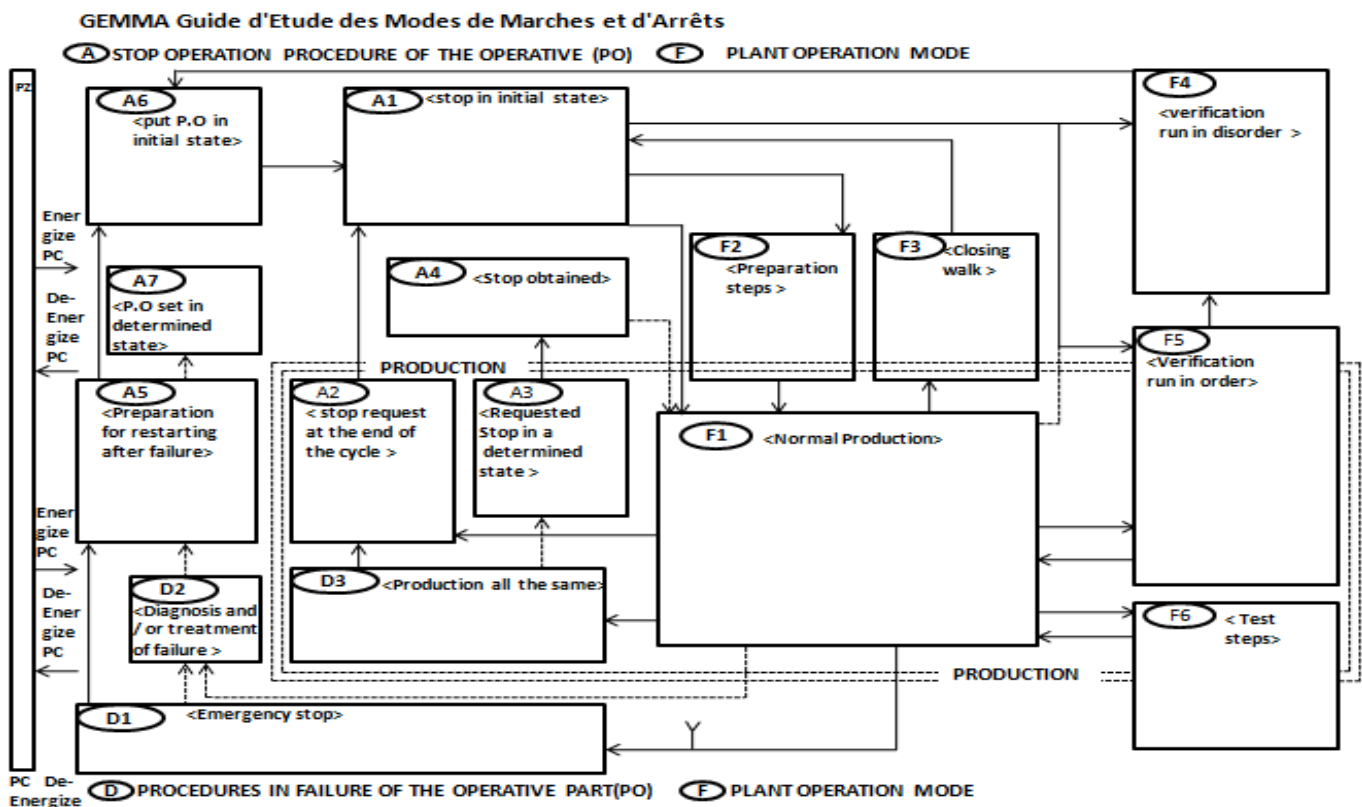 GEMMA Guide d'Etude des Modes de Marches et d'Arrêts
A STOP OPERATION PROCEDURE OF THE OPERATIVE (PO) F PLANT OPERATION MODE
PZ
A6
<put P.O in
initial state>
A1 <stop in initial state>
F4
<verification
run in disorder >
Ener
gize
PC
De-
Ener
gize
PC
A7
<P.O set in
determined
state>
A4 <Stop obtained>
F2
<Preparation
steps >
F3 <Closing
walk >
PRODUCTION
A5
<Preparation
for restarting
after failure>
A2
< stop request
at the end of
the cycle >
A3
<Requested
Stop in a
determined
state >
F1 <Normal Production>
F5
<Verification
run in order>
Ener
gize
PC
De-
Ener
gize
PC
D2
<Diagnosis and
/ or treatment
of failure >
D3 <Production all the same>
F6 < Test
steps>
PRODUCTION
D1 <Emergency stop>
PC De-
Energize
D PROCEDURES IN FAILURE OF THE OPERATIVE PART(PO) F PLANT OPERATION MODE